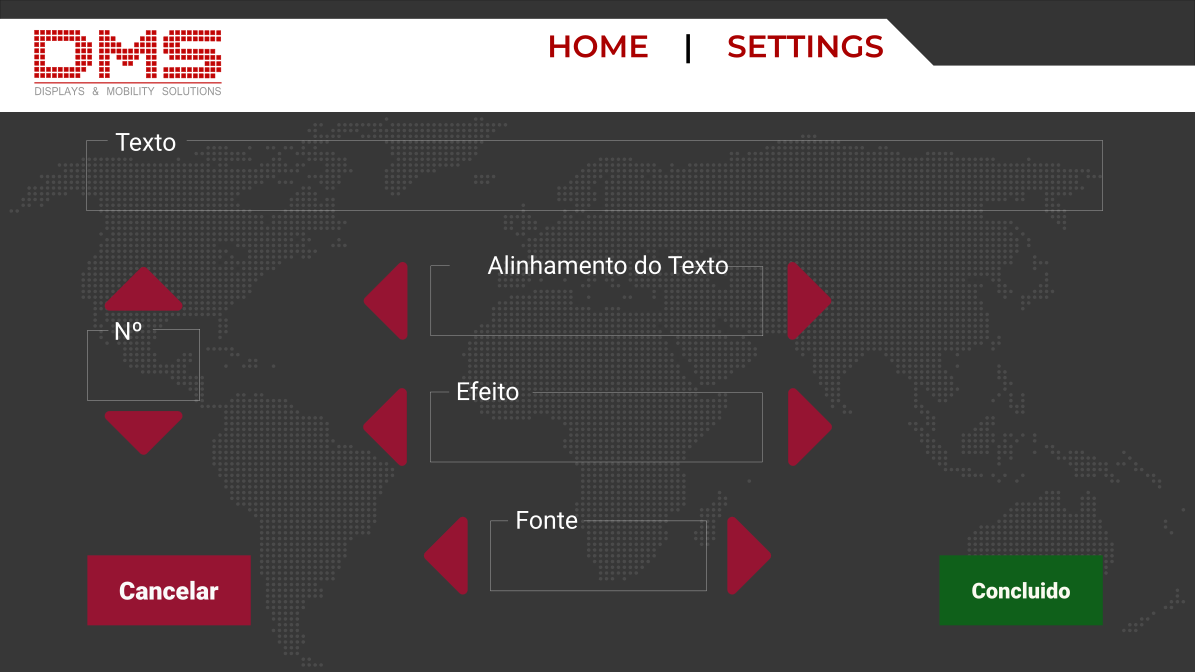 DMS
DISPLAYS & MOBILITY SOLUTIONS
HOME | SETTINGS
Texto
Alinhamento do Texto
Nº
Efeito
Fonte
Cancelar
Concluido